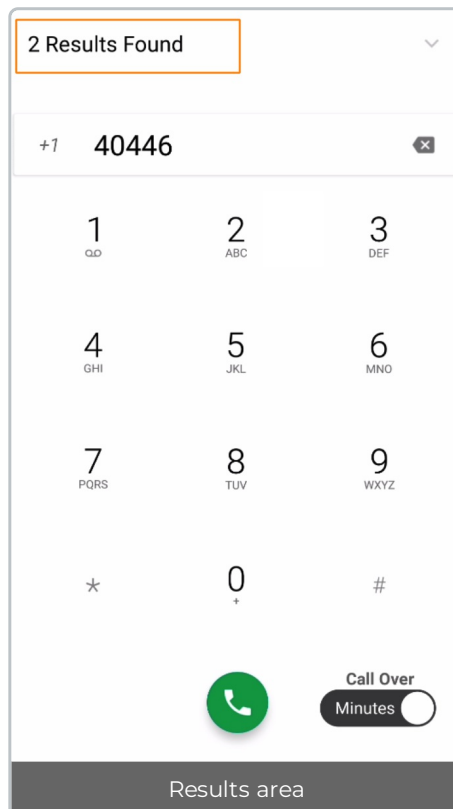 2 Results Found
+1 40446
1 2 3
ABC DEF
4 5 6
GHI JKL MNO
7 8 9
PQRS TUV WXYZ
* 0 #
+
Call Over
Minutes
Results area